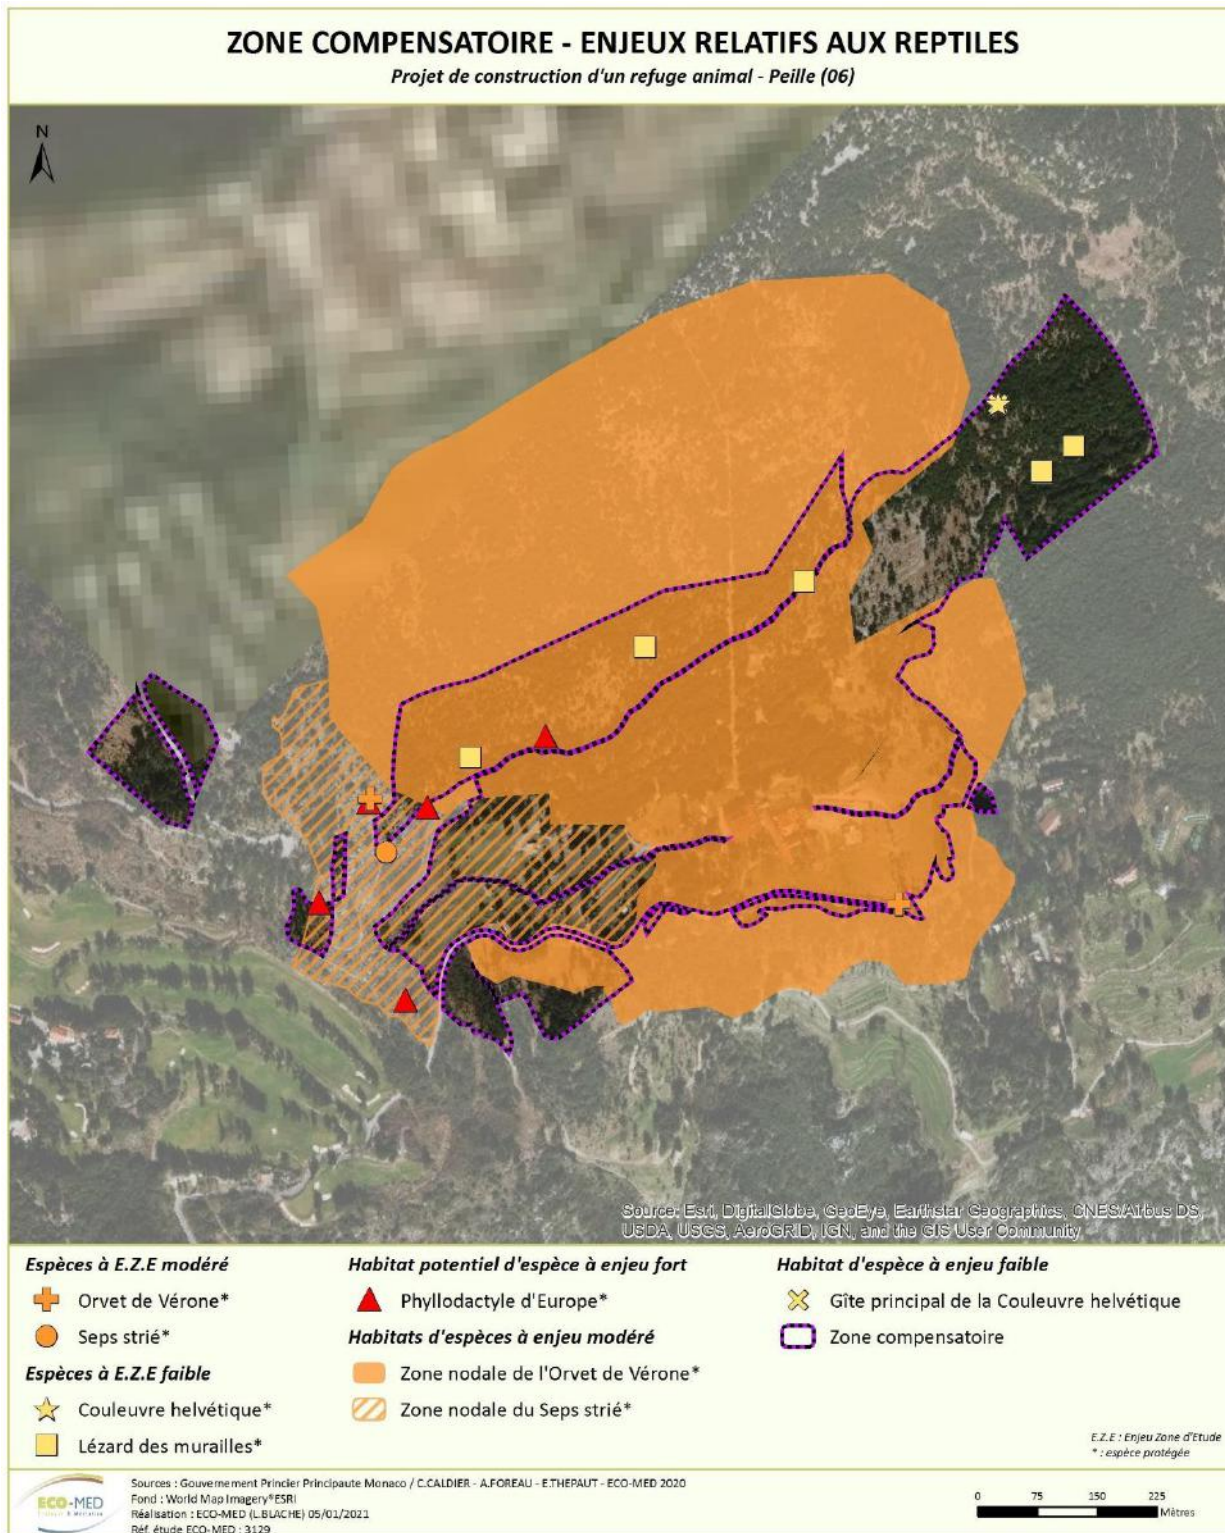 ZONE COMPENSATOIRE - ENJEUX RELATIFS AUX REPTILES
Projet de construction d'un refuge animal - Peille (06)
N
Source: Esri, DigitalGlobe, GeoEye, Earthstar Geographics, CNES/Airbus DS,
USDA, USGS, AeroGRID, IGN, and the GIS User Community
Espèces à E.Z.E modéré
Orvet de Vérone*
Seps strié*
Espèces à E.Z.E faible
Couleuvre helvétique*
Lézard des murailles*
Habitat potentiel d'espèce à enjeu fort
Phyllodactyle d'Europe*
Habitats d'espèces à enjeu modéré
Zone nodale de l'Orvet de Vérone*
Zone nodale du Seps strié*
Habitat d'espèce à enjeu faible
Gîte principal de la Couleuvre helvétique
Zone compensatoire
E.Z.E : Enjeu Zone d'Etude
* : espèce protégée
ECO-MED
Sources : Gouvernement Princier Principaute Monaco / C.CALDIER - A.FOREAU - E.THEPAUT - ECO-MED 2020
Fond : World Map Imagery®ESRI
Réalisation : ECO-MED (L.BLACHE) 05/01/2021
Réf. étude ECO-MED : 3129
0 75 150 225
Mètres